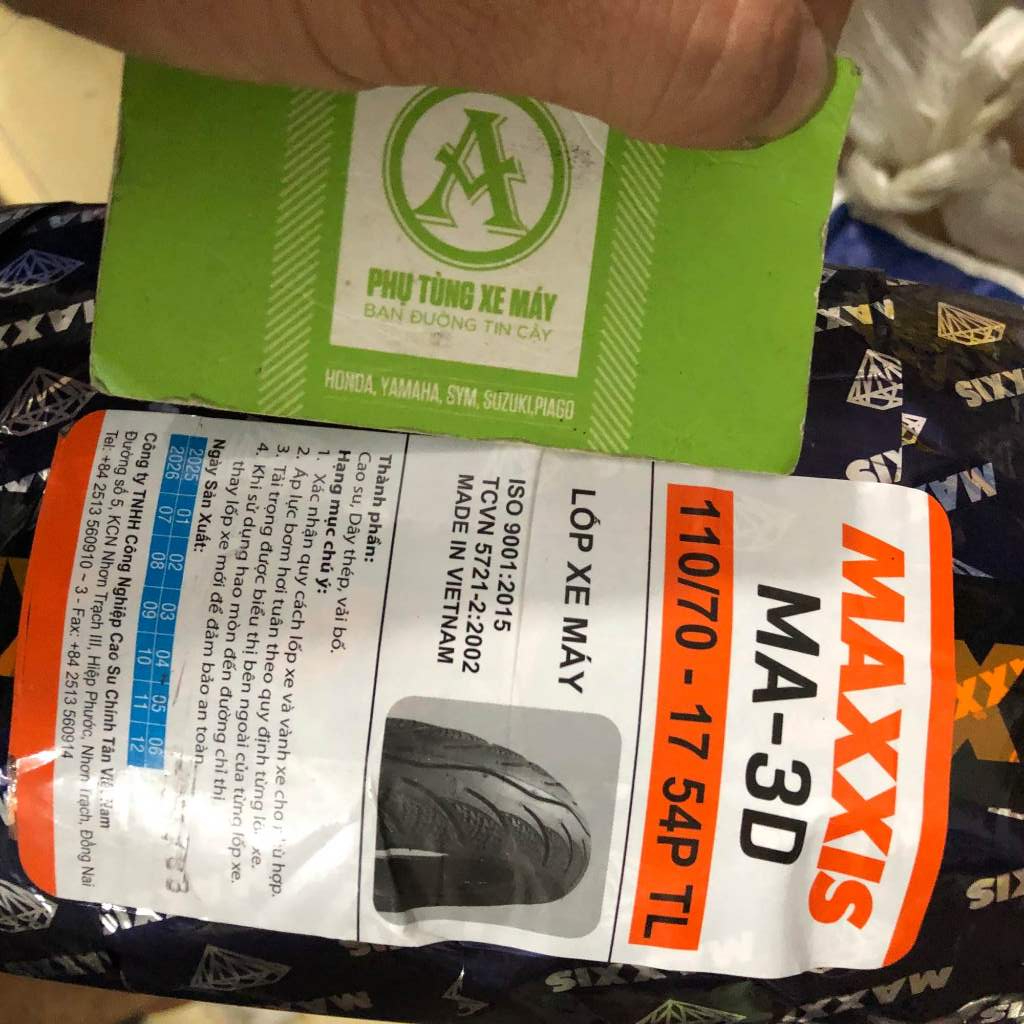 A
PHỤ TÙNG XE MÁY
BẠN ĐƯỜNG TIN CẬY
HONDA, YAMAHA, SYM, SUZUKI,PIAGO
MAXXIS
MA-3D
110/70 - 17 54P TL
LỐP XE MÁY
ISO 9001:2015
TCVN 5721-2:2002
MADE IN VIETNAM
Thành phần:
Cao su, Dây thép, vải bố.
Hạng mục chú ý:
1. Xác nhận quy cách lốp xe và vành xe cho hợp.
2. Áp lực bơm hơi tuân theo quy định từng xe.
3. Tải trọng được biểu thị bên ngoài của từng lốp xe.
4. Khi sử dụng hao mòn đến đường chỉ thị
thay lốp xe mới để đảm bảo an toàn.
Ngày Sản Xuất:
2025 01 02 03 04 05 06
2026 07 08 09 10 11 12
Công ty TNHH Công Nghiệp Cao Su Chính Tân Việt Nam
Đường số 5, KCN Nhơn Trạch III, Hiệp Phước, Nhơn Trạch, Đồng Nai
Tel: +84 2513 560910 ~ 3 - Fax: +84 2513 560914
MAXXIS
MAXXIS